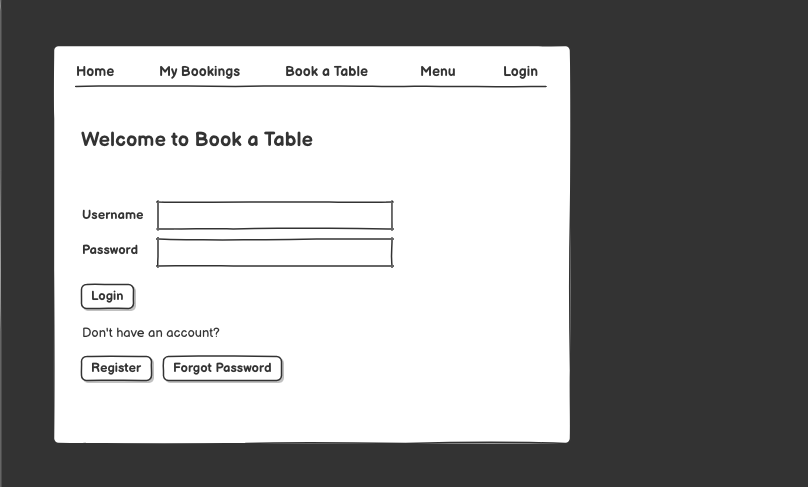 Home My Bookings Book a Table Menu Login
Welcome to Book a Table
Username
Password
Login
Don't have an account?
Register Forgot Password